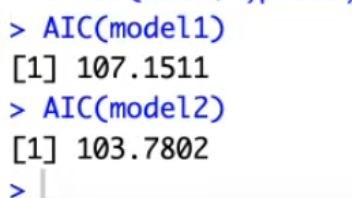 > AIC(model1)
[1] 107.1511
> AIC(model2)
[1] 103.7802
>